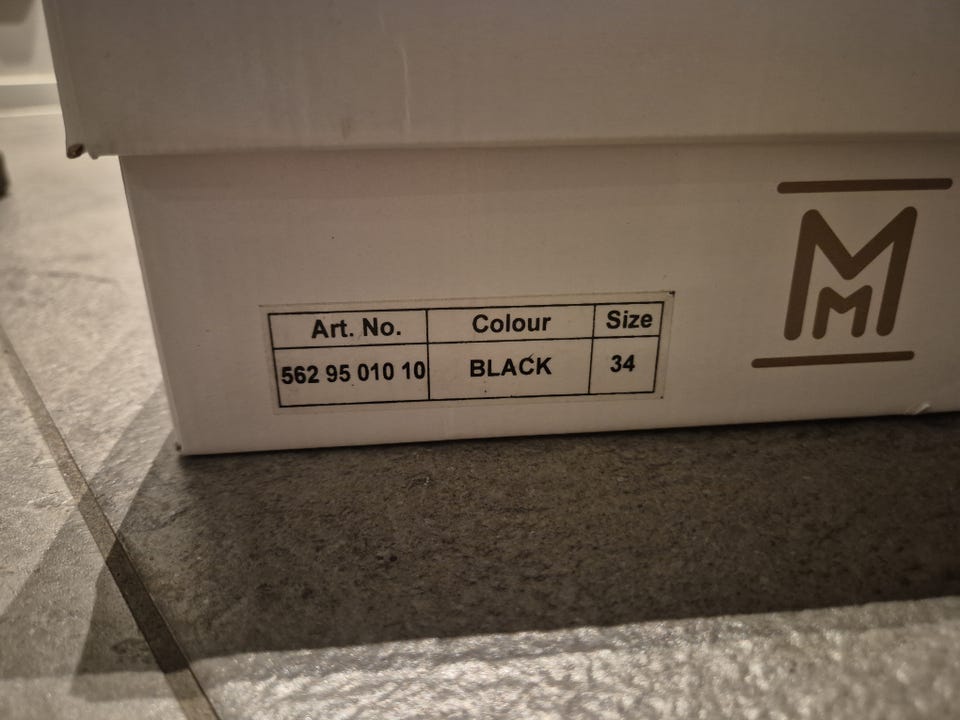 Art. No. Colour Size
562 95 010 10 BLACK 34
M
M